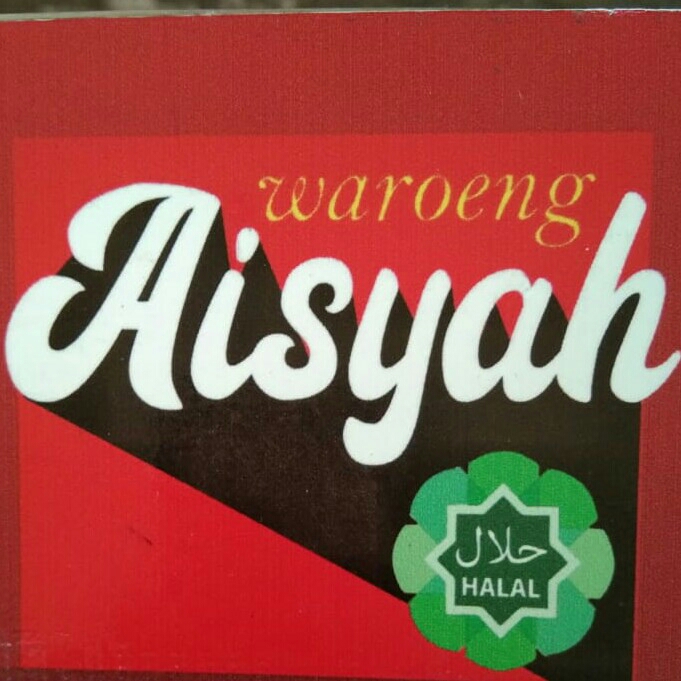 waroeng
Aisyah
حلال
HALAL